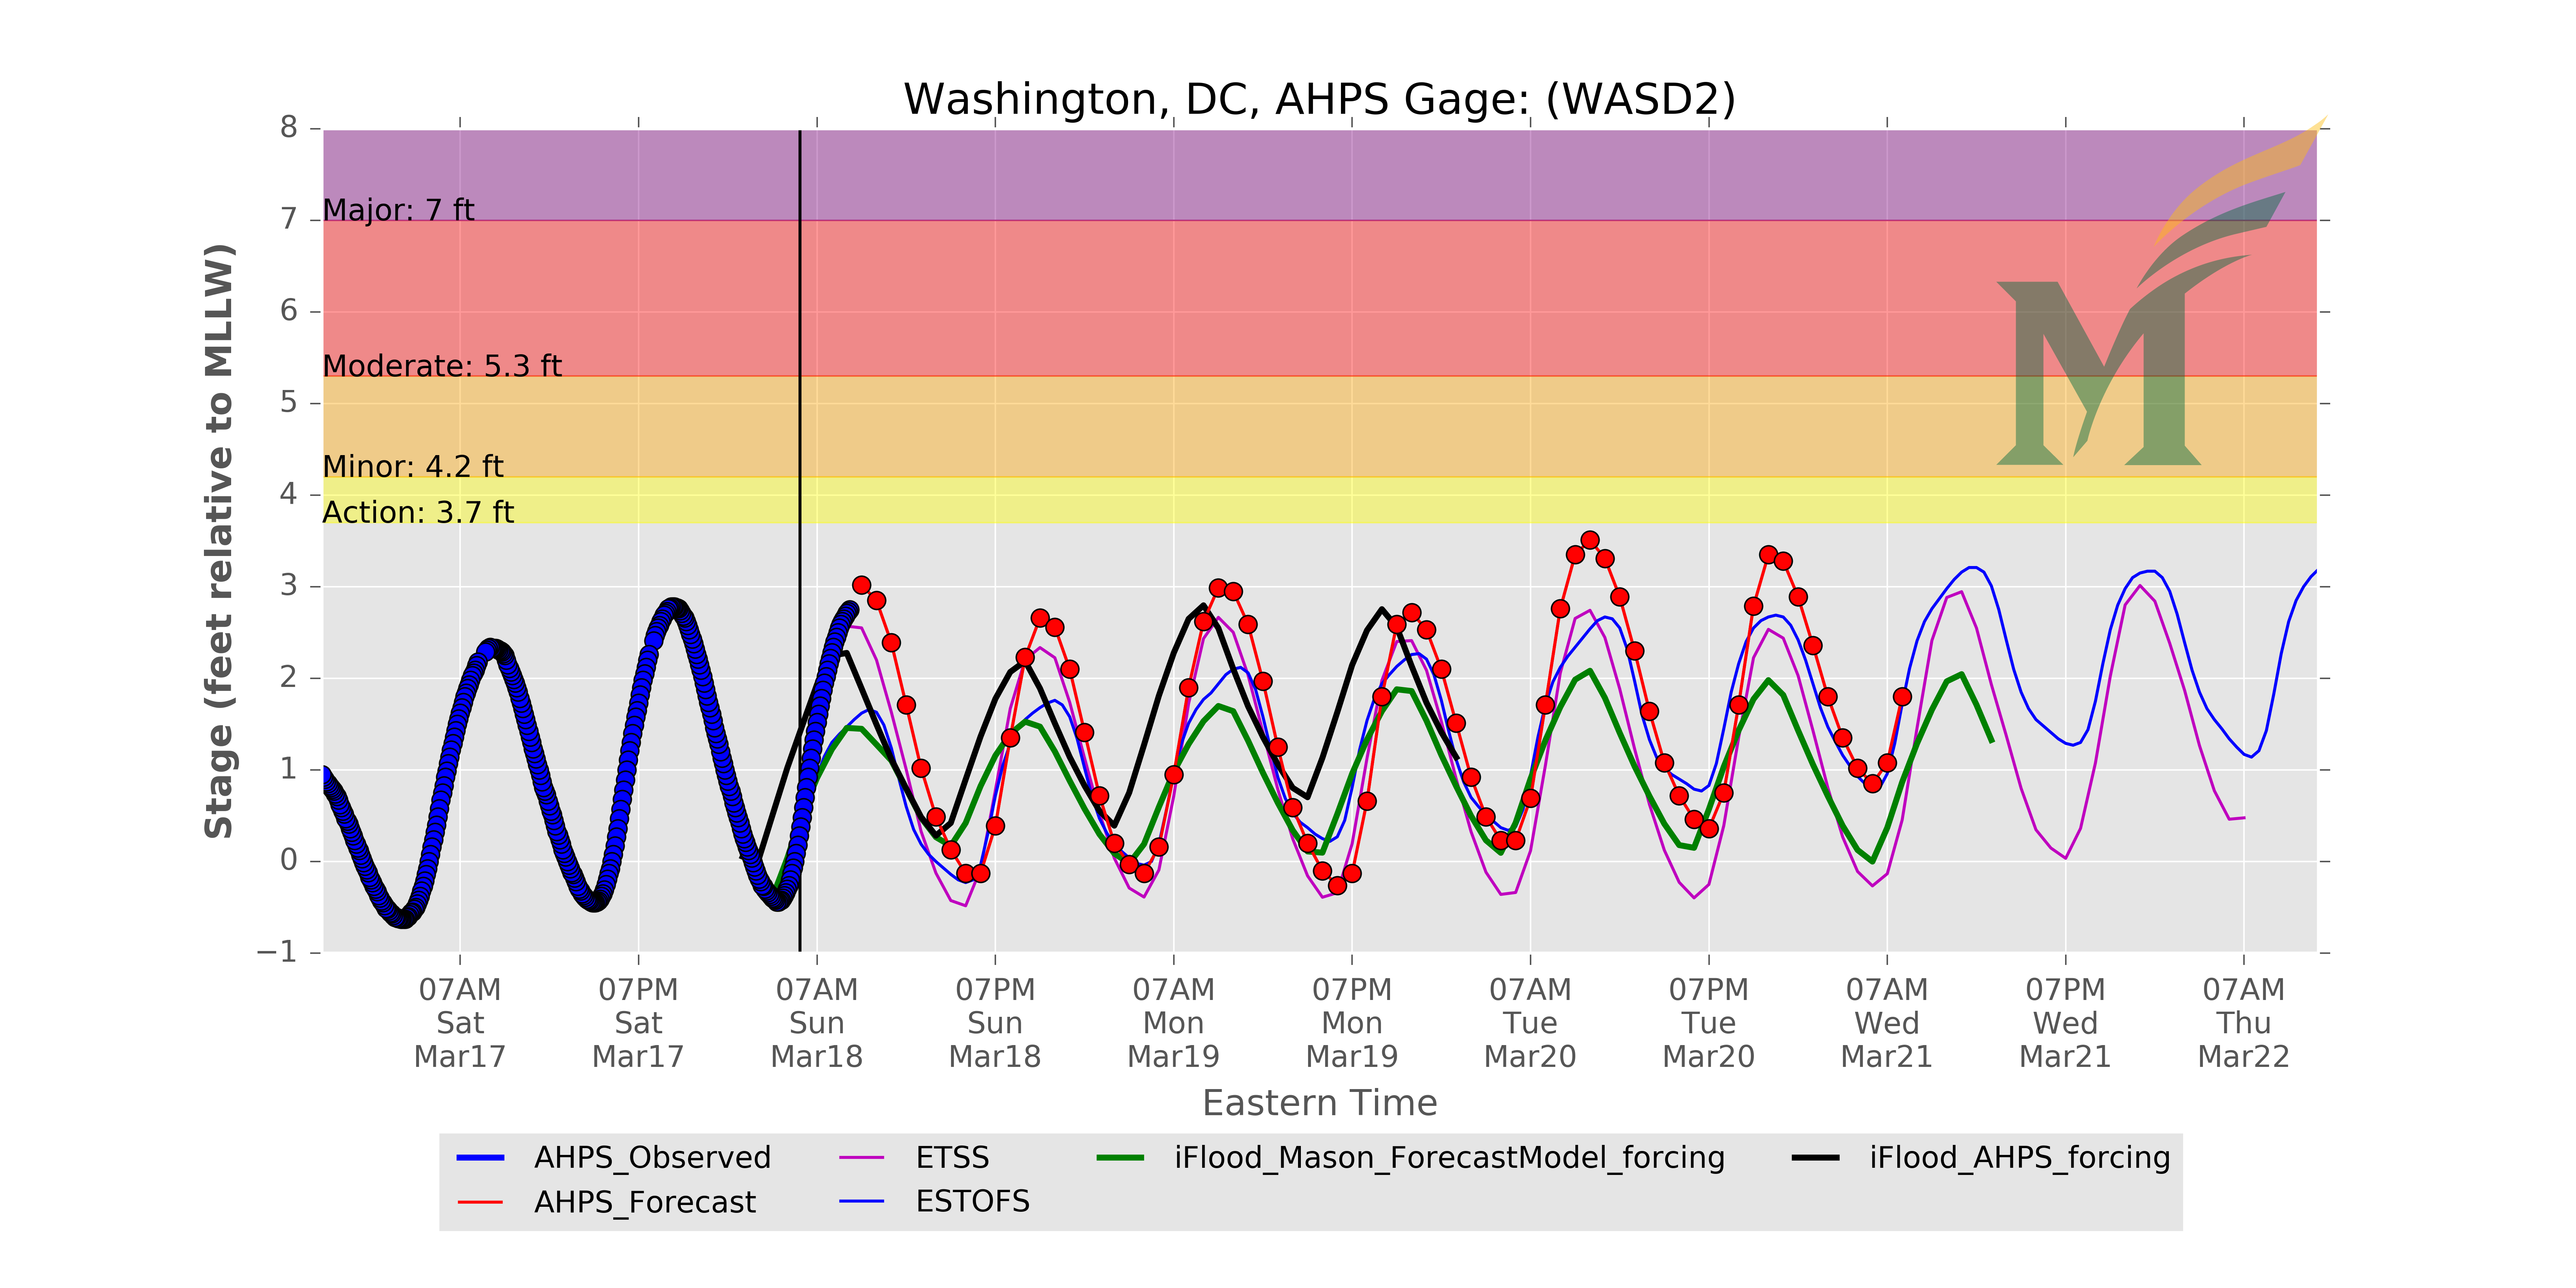 Washington, DC, AHPS Gage: (WASD2)
Stage (feet relative to MLLW)
8
7
6
5
4
3
2
1
0
−1
Major: 7 ft
Moderate: 5.3 ft
Minor: 4.2 ft
Action: 3.7 ft
07AM 07PM 07AM 07PM 07AM 07PM 07AM 07PM 07AM 07PM 07AM
Sat Sat Sun Sun Mon Mon Tue Tue Wed Wed Thu
Mar17 Mar17 Mar18 Mar18 Mar19 Mar19 Mar20 Mar20 Mar21 Mar21 Mar22
Eastern Time
AHPS_Observed ETSS iFlood_Mason_ForecastModel_forcing iFlood_AHPS_forcing
AHPS_Forecast ESTOFS
M